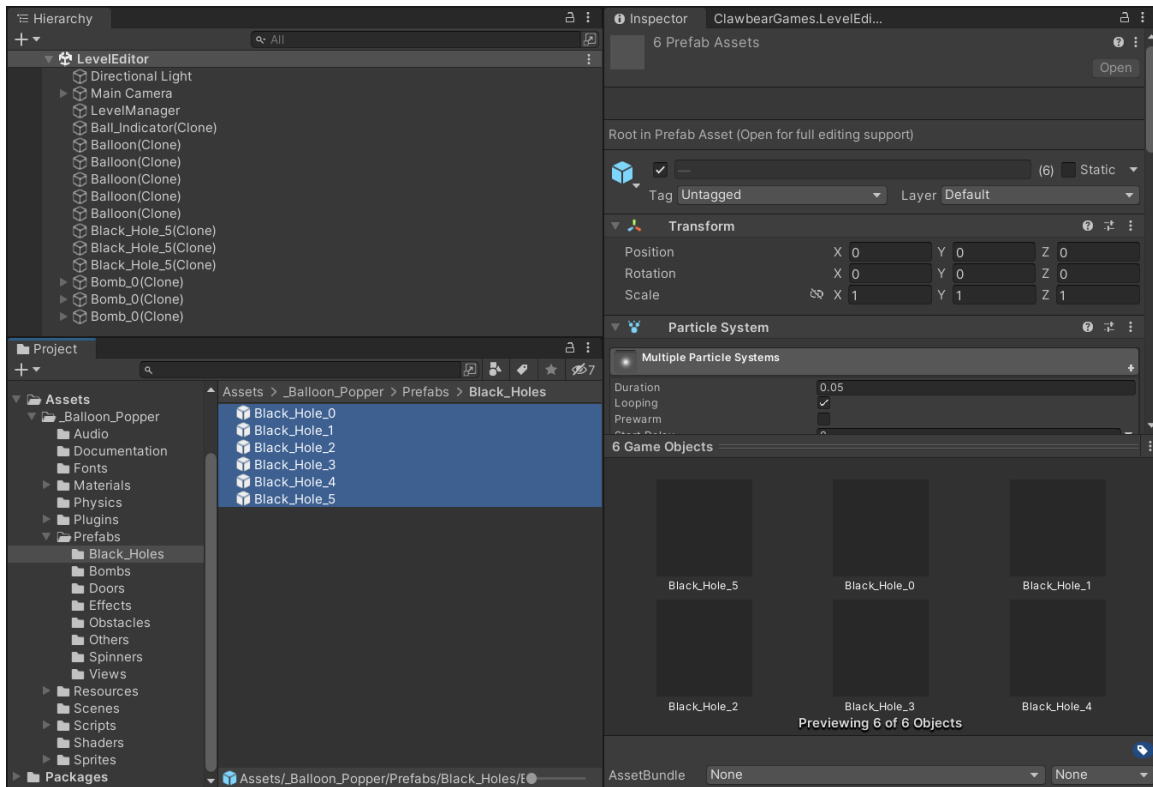 Hierarchy
All
LevelEditor
Directional Light
Main Camera
LevelManager
Ball_Indicator(Clone)
Balloon(Clone)
Balloon(Clone)
Balloon(Clone)
Balloon(Clone)
Balloon(Clone)
Black_Hole_5(Clone)
Black_Hole_5(Clone)
Black_Hole_5(Clone)
Bomb_0(Clone)
Bomb_0(Clone)
Bomb_0(Clone)
Project
7
Assets
_Balloon_Popper
Audio
Documentation
Fonts
Materials
Physics
Plugins
Prefabs
Black_Holes
Bombs
Doors
Effects
Obstacles
Others
Spinners
Views
Resources
Scenes
Scripts
Shaders
Sprites
Packages
Assets > _Balloon_Popper > Prefabs > Black_Holes
Black_Hole_0
Black_Hole_1
Black_Hole_2
Black_Hole_3
Black_Hole_4
Black_Hole_5
Assets/_Balloon_Popper/Prefabs/Black_Holes/
Inspector ClawbearGames.LevelEdi...
6 Prefab Assets
Open
Root in Prefab Asset (Open for full editing support)
— (6) Static
Tag Untagged Layer Default
Transform
Position X 0 Y 0 Z 0
Rotation X 0 Y 0 Z 0
Scale X 1 Y 1 Z 1
Particle System
Multiple Particle Systems
Duration 0.05
Looping
Prewarm
6 Game Objects
Black_Hole_5 Black_Hole_0 Black_Hole_1
Black_Hole_2 Black_Hole_3 Black_Hole_4
Previewing 6 of 6 Objects
AssetBundle None None